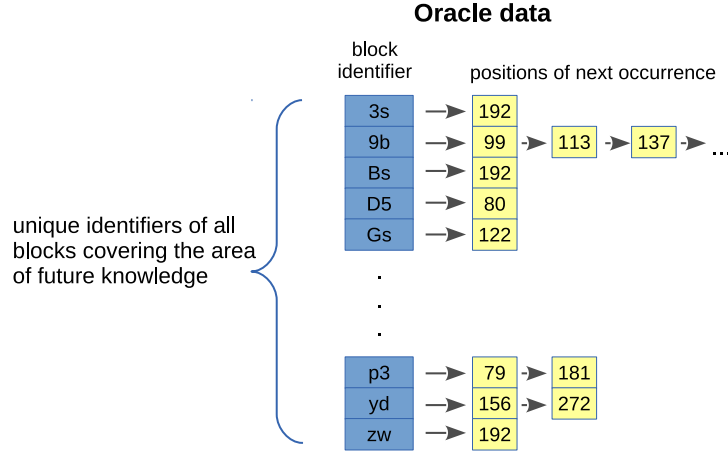 Oracle data
block
identifier
positions of next occurrence
3s 192
9b 99 113 137 ...
Bs 192
D5 80
Gs 122
unique identifiers of all
blocks covering the area
of future knowledge
.
.
.
p3 79 181
yd 156 272
zw 192